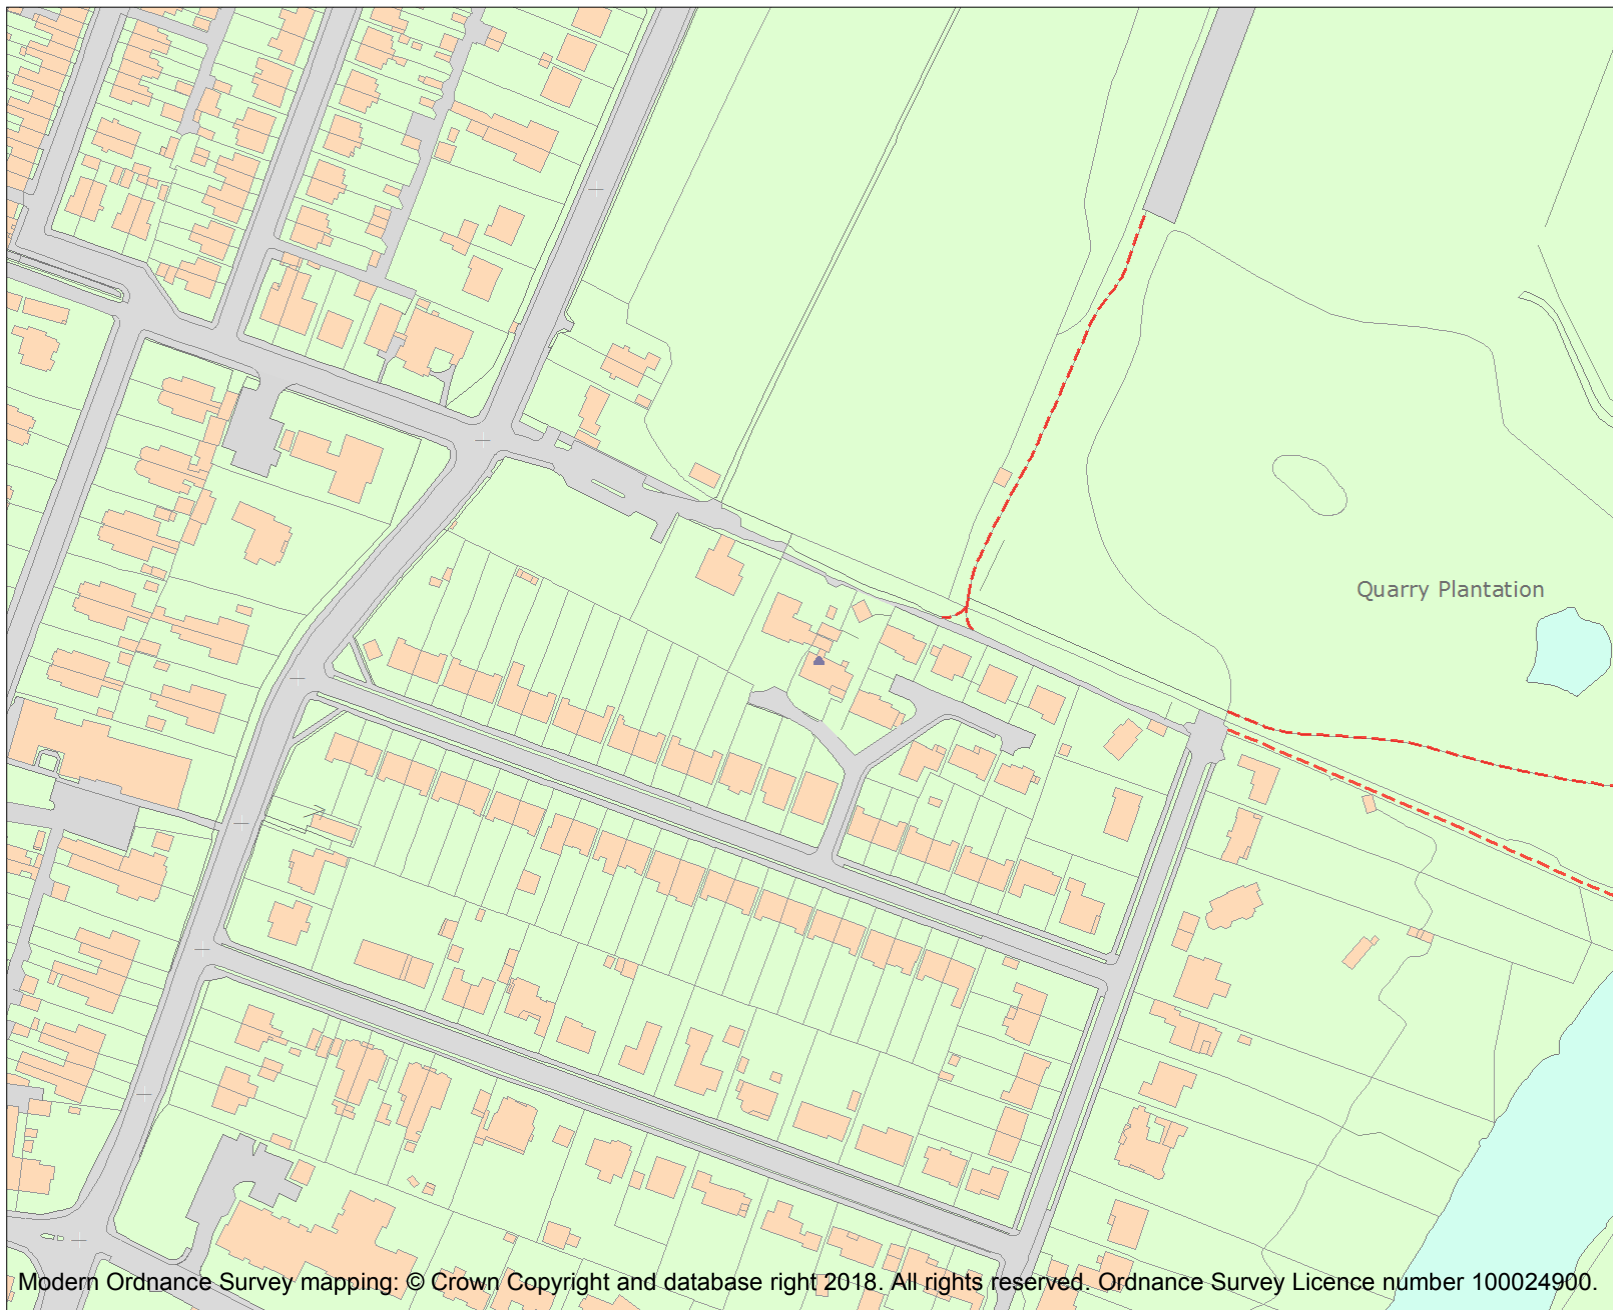 Quarry Plantation
Modern Ordnance Survey mapping: © Crown Copyright and database right 2018. All rights reserved. Ordnance Survey Licence number 100024900.